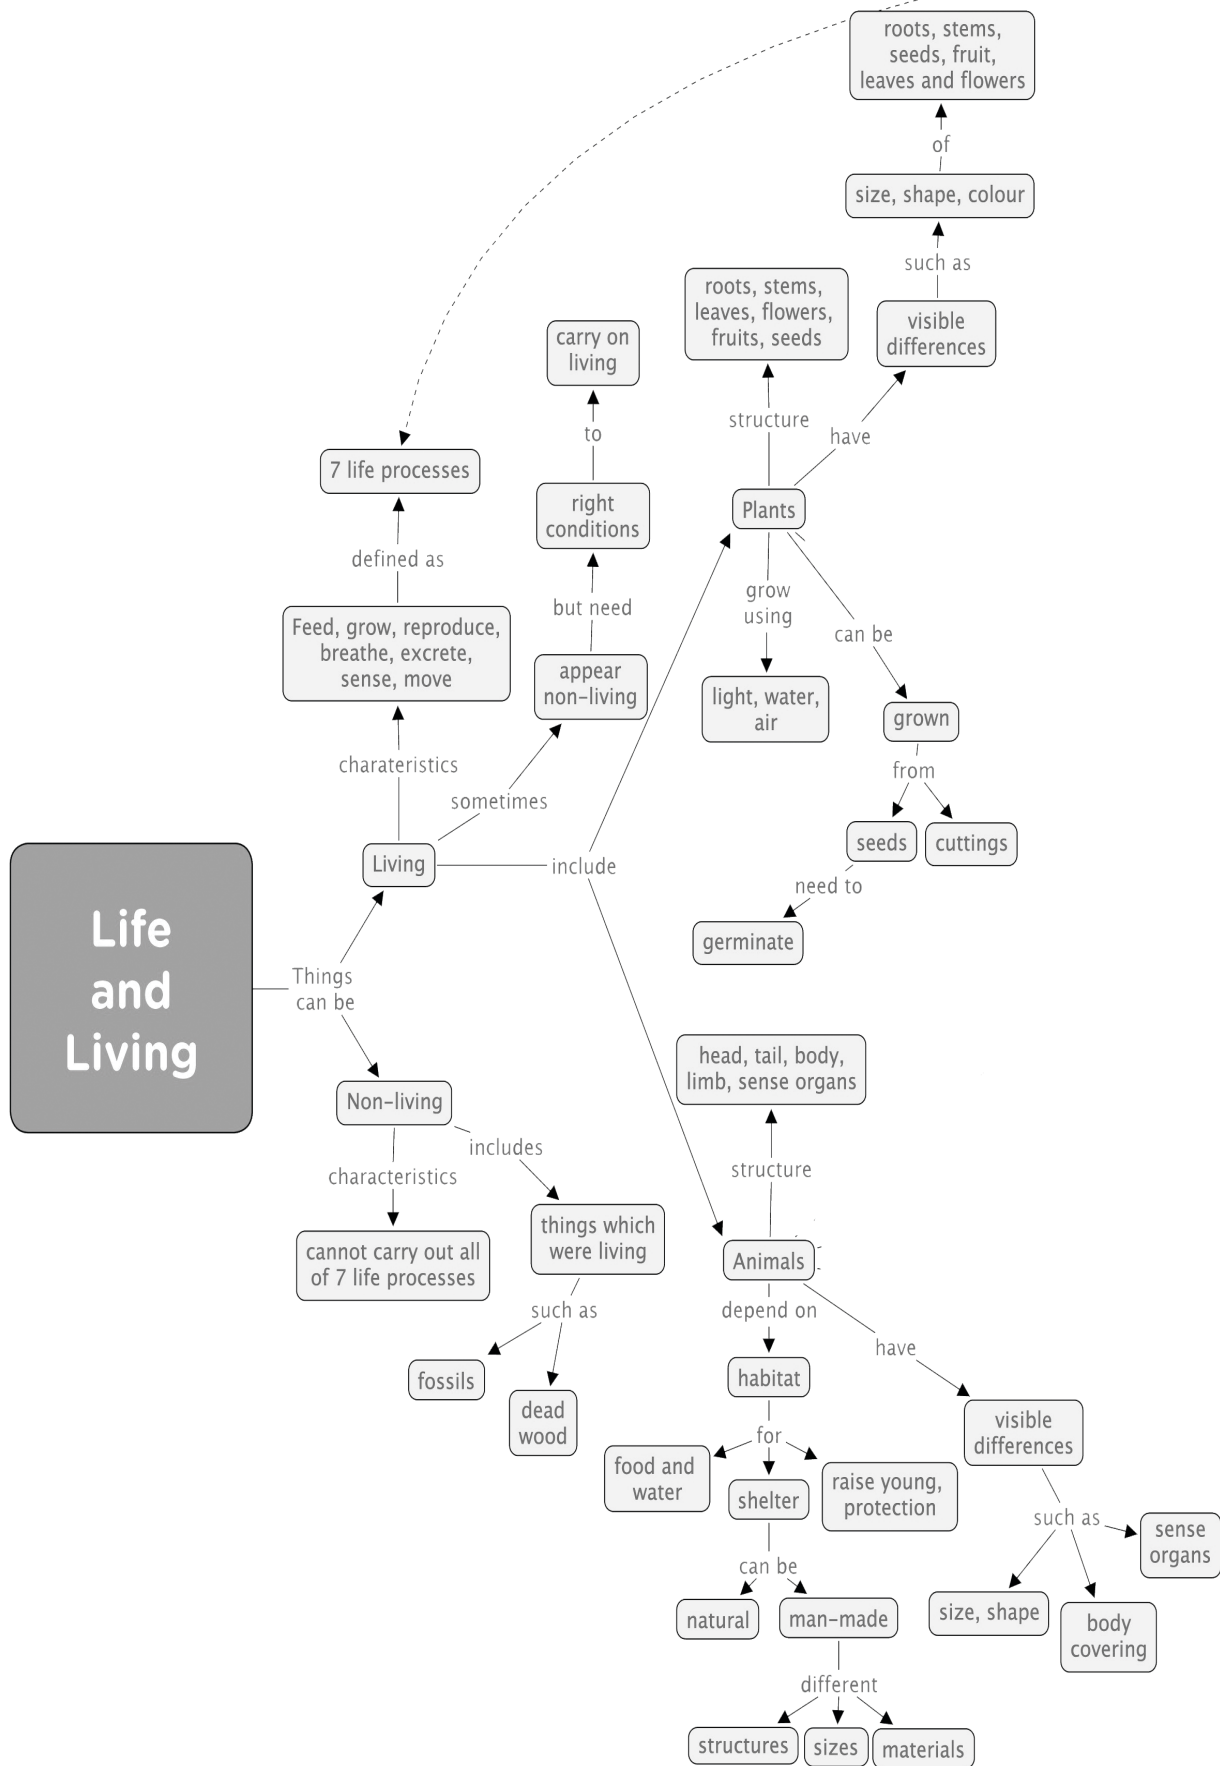 roots, stems,
seeds, fruit,
leaves and flowers
of
size, shape, colour
such as
visible
differences
roots, stems,
leaves, flowers,
fruits, seeds
structure
have
Plants
grow
using
light, water,
air
can be
grown
from
seeds
cuttings
need to
germinate
carry on
living
to
right
conditions
but need
appear
non-living
sometimes
7 life processes
defined as
Feed, grow, reproduce,
breathe, excrete,
sense, move
charateristics
Living
include
Life
and
Living
Things
can be
Non-living
characteristics
cannot carry out all
of 7 life processes
includes
things which
were living
such as
fossils
dead
wood
head, tail, body,
limb, sense organs
structure
Animals
depend on
habitat
for
food and
water
shelter
raise young,
protection
can be
natural
man-made
different
structures
sizes
materials
have
visible
differences
such as
size, shape
body
covering
sense
organs